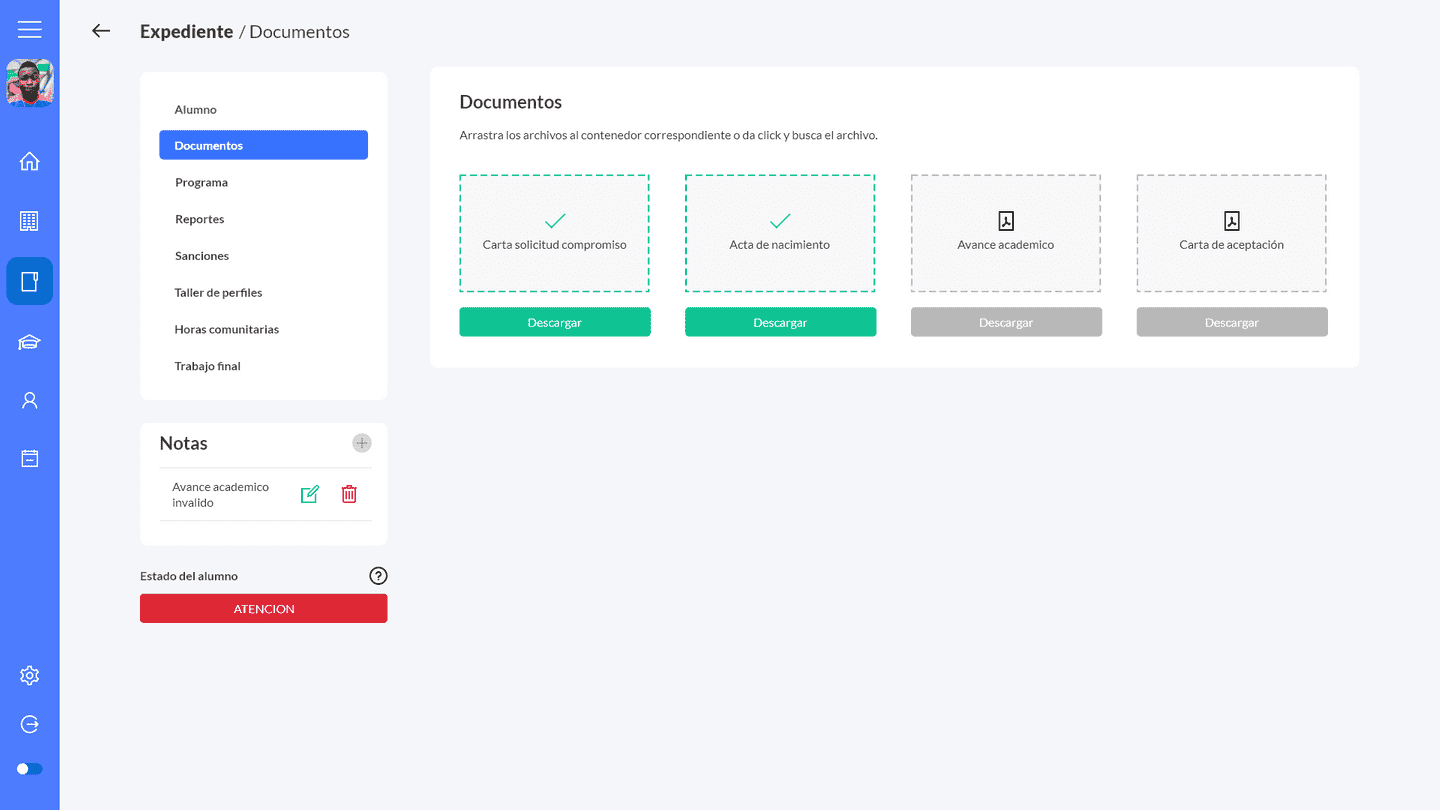 Expediente / Documentos
Alumno
Documentos
Programa
Reportes
Sanciones
Taller de perfiles
Horas comunitarias
Trabajo final
Notas
Avance academico
invalido
Estado del alumno
ATENCION
Documentos
Arrastra los archivos al contenedor correspondiente o da click y busca el archivo.
Carta solicitud compromiso
Descargar
Acta de nacimiento
Descargar
Avance academico
Descargar
Carta de aceptación
Descargar